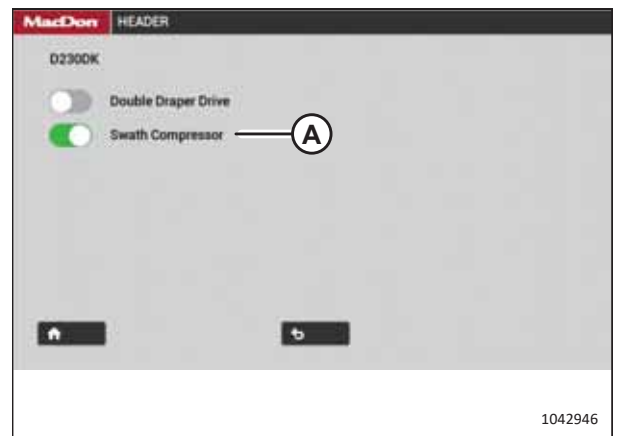 MacDon HEADER
D230DK
Double Draper Drive
Swath Compressor
A
1042946